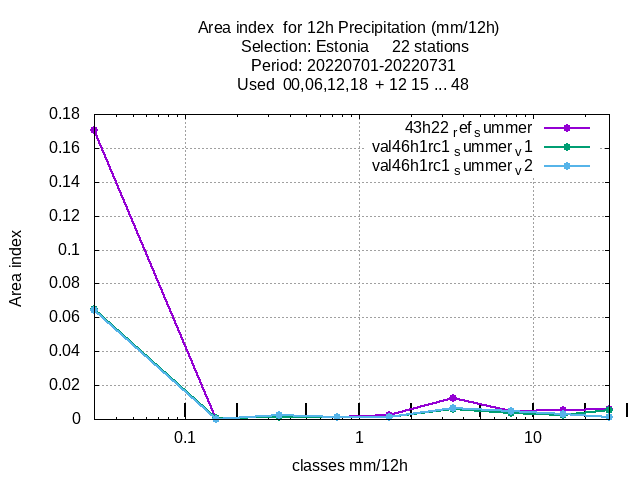 Area index  for 12h Precipitation (mm/12h)
Selection: Estonia     22 stations
Period: 20220701-20220731
Used  00,06,12,18  + 12 15 ... 48
0.18
0.16
0.14
0.12
0.1
0.08
0.06
0.04
0.02
0
Area index
43h22 ref summer
val46h1rc1 summer v1
val46h1rc1 summer v2
0.1 1 10
classes mm/12h